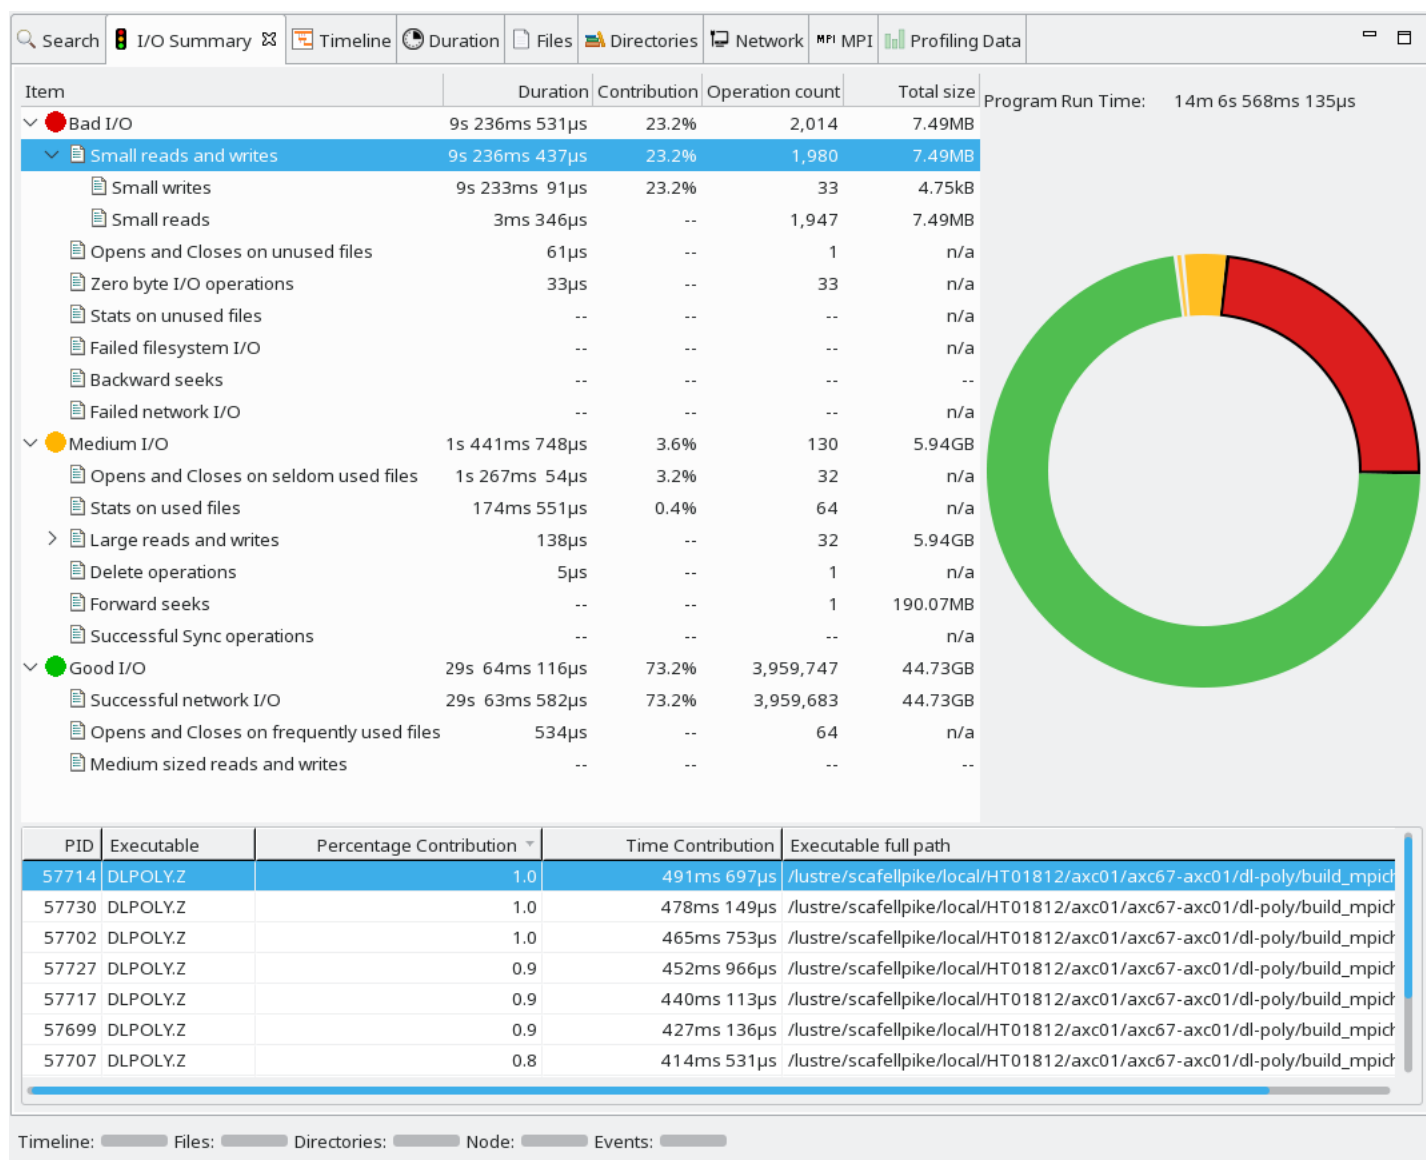 Search I/O Summary Timeline Duration Files Directories Network MPI MPI Profiling Data
Item Duration Contribution Operation count Total size
Program Run Time: 14m 6s 568ms 135µs
Bad I/O 9s 236ms 531µs 23.2% 2,014 7.49MB
Small reads and writes 9s 236ms 437µs 23.2% 1,980 7.49MB
Small writes 9s 233ms 91µs 23.2% 33 4.75kB
Small reads 3ms 346µs -- 1,947 7.49MB
Opens and Closes on unused files 61µs -- 1 n/a
Zero byte I/O operations 33µs -- 33 n/a
Stats on unused files -- -- -- n/a
Failed filesystem I/O -- -- -- n/a
Backward seeks -- -- -- --
Failed network I/O -- -- -- n/a
Medium I/O 1s 441ms 748µs 3.6% 130 5.94GB
Opens and Closes on seldom used files 1s 267ms 54µs 3.2% 32 n/a
Stats on used files 174ms 551µs 0.4% 64 n/a
Large reads and writes 138µs -- 32 5.94GB
Delete operations 5µs -- 1 n/a
Forward seeks -- -- 1 190.07MB
Successful Sync operations -- -- -- n/a
Good I/O 29s 64ms 116µs 73.2% 3,959,747 44.73GB
Successful network I/O 29s 63ms 582µs 73.2% 3,959,683 44.73GB
Opens and Closes on frequently used files 534µs -- 64 n/a
Medium sized reads and writes -- -- -- --
PID Executable Percentage Contribution Time Contribution Executable full path
57714 DLPOLY.Z 1.0 491ms 697µs /lustre/scafellpike/local/HT01812/axc01/axc67-axc01/dl-poly/build_mpich
57730 DLPOLY.Z 1.0 478ms 149µs /lustre/scafellpike/local/HT01812/axc01/axc67-axc01/dl-poly/build_mpich
57702 DLPOLY.Z 1.0 465ms 753µs /lustre/scafellpike/local/HT01812/axc01/axc67-axc01/dl-poly/build_mpich
57727 DLPOLY.Z 0.9 452ms 966µs /lustre/scafellpike/local/HT01812/axc01/axc67-axc01/dl-poly/build_mpich
57717 DLPOLY.Z 0.9 440ms 113µs /lustre/scafellpike/local/HT01812/axc01/axc67-axc01/dl-poly/build_mpich
57699 DLPOLY.Z 0.9 427ms 136µs /lustre/scafellpike/local/HT01812/axc01/axc67-axc01/dl-poly/build_mpich
57707 DLPOLY.Z 0.8 414ms 531µs /lustre/scafellpike/local/HT01812/axc01/axc67-axc01/dl-poly/build_mpich
Timeline: Files: Directories: Node: Events: